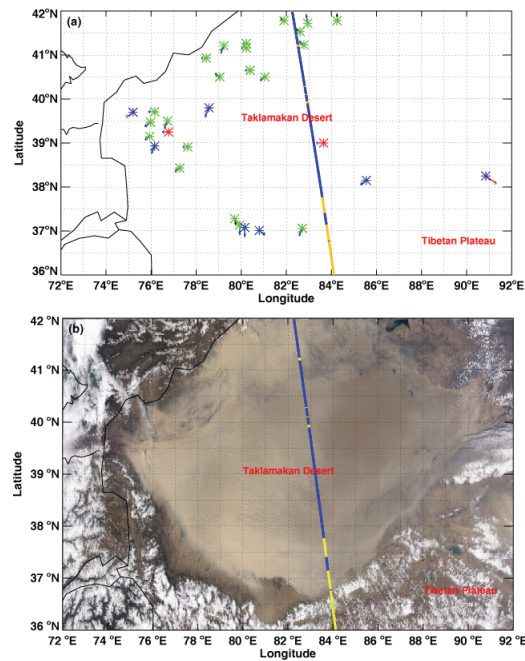 42 °N
(a)
41 °N
40 °N
39 °N
38 °N
37 °N
36 °N
Latitude
Taklamakan Desert
Tibetan Plateau
72 °E 74 °E 76 °E 78 °E 80 °E 82 °E 84 °E 86 °E 88 °E 90 °E 92 °E
Longitude
42 °N
(b)
41 °N
40 °N
39 °N
38 °N
37 °N
36 °N
Latitude
Taklamakan Desert
Tibetan Plateau
72 °E 74 °E 76 °E 78 °E 80 °E 82 °E 84 °E 86 °E 88 °E 90 °E 92 °E
Longitude